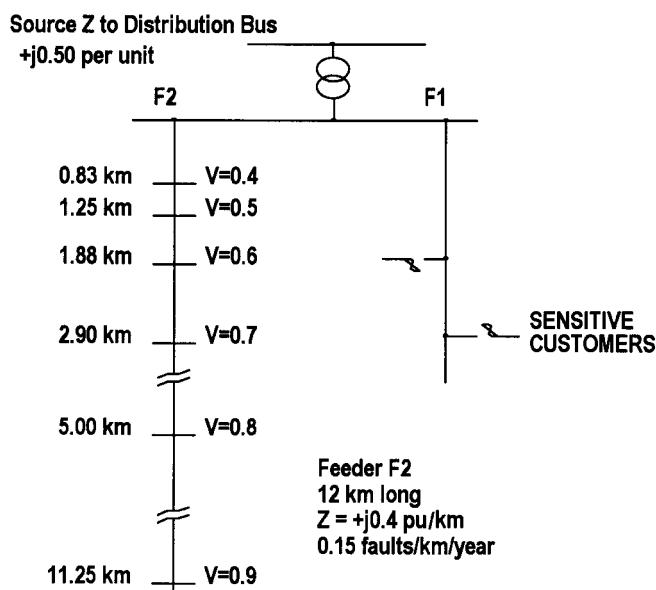 Source Z to Distribution Bus
+j0.50 per unit
F2
F1
0.83 km
V=0.4
1.25 km
V=0.5
1.88 km
V=0.6
2.90 km
V=0.7
SENSITIVE
CUSTOMERS
5.00 km
V=0.8
Feeder F2
12 km long
Z = +j0.4 pu/km
0.15 faults/km/year
11.25 km
V=0.9